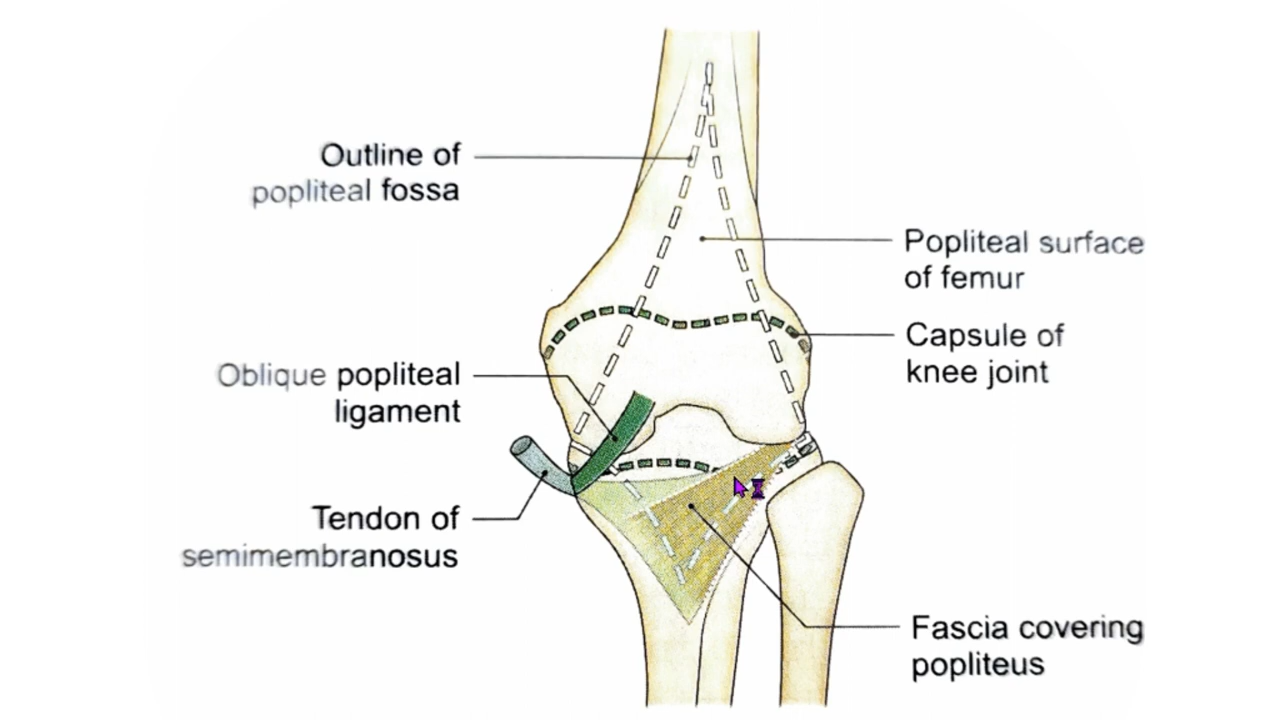 Outline of
popliteal fossa
Popliteal surface
of femur
Capsule of
knee joint
Oblique popliteal
ligament
Tendon of
semimembranosus
Fascia covering
popliteus